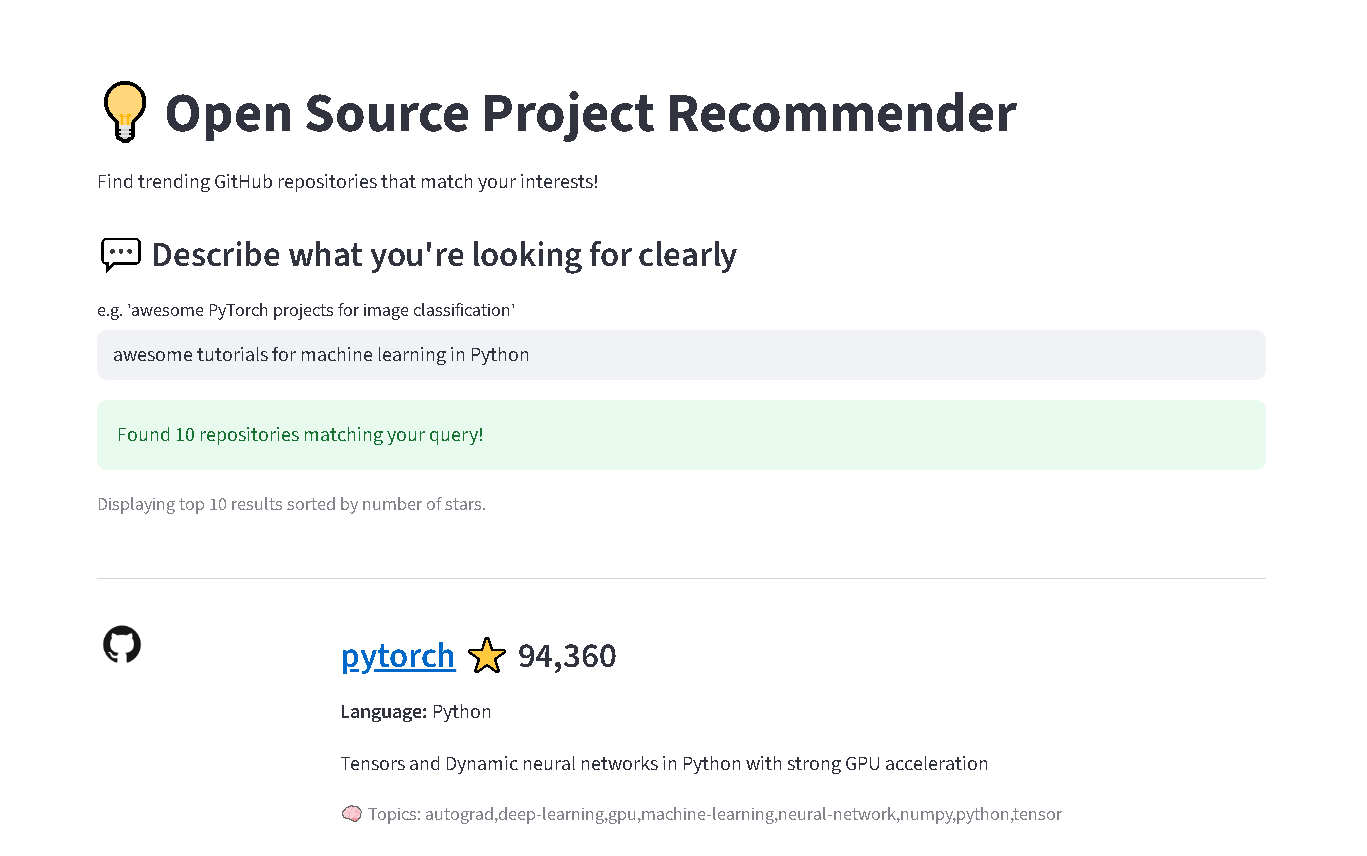 💡 Open Source Project Recommender
Find trending GitHub repositories that match your interests!
💬 Describe what you're looking for clearly
e.g. 'awesome PyTorch projects for image classification'
awesome tutorials for machine learning in Python
Found 10 repositories matching your query!
Displaying top 10 results sorted by number of stars.
pytorch ⭐ 94,360
Language: Python
Tensors and Dynamic neural networks in Python with strong GPU acceleration
🧠 Topics: autograd,deep-learning,gpu,machine-learning,neural-network,numpy,python,tensor